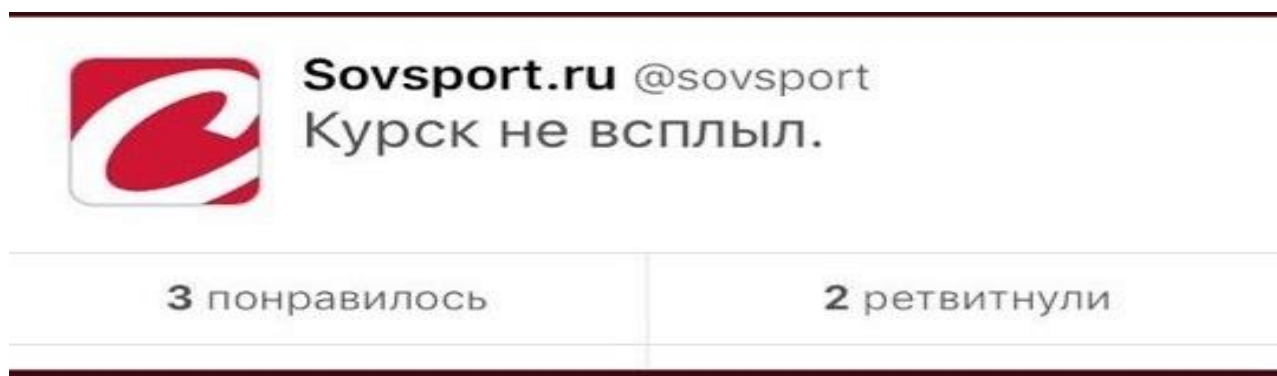 Sovsport.ru @sovsport
Курск не всплыл.
3 понравилось 2 ретвитнули